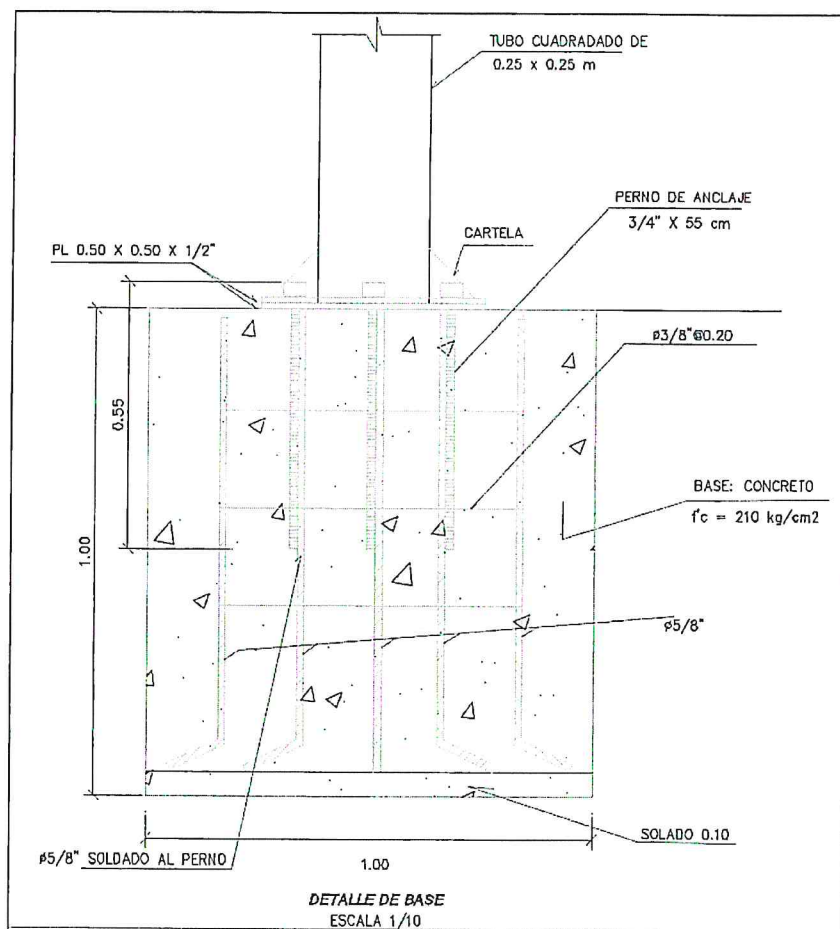 TUBO CUADRADADO DE
0.25 x 0.25 m
PERNO DE ANCLAJE
3/4" X 55 cm
CARTELA
PL 0.50 X 0.50 X 1/2"
ø3/8"@0.20
0.55
BASE: CONCRETO
f'c = 210 kg/cm2
1.00
ø5/8"
SOLADO 0.10
ø5/8" SOLDADO AL PERNO
1.00
DETALLE DE BASE
ESCALA 1/10